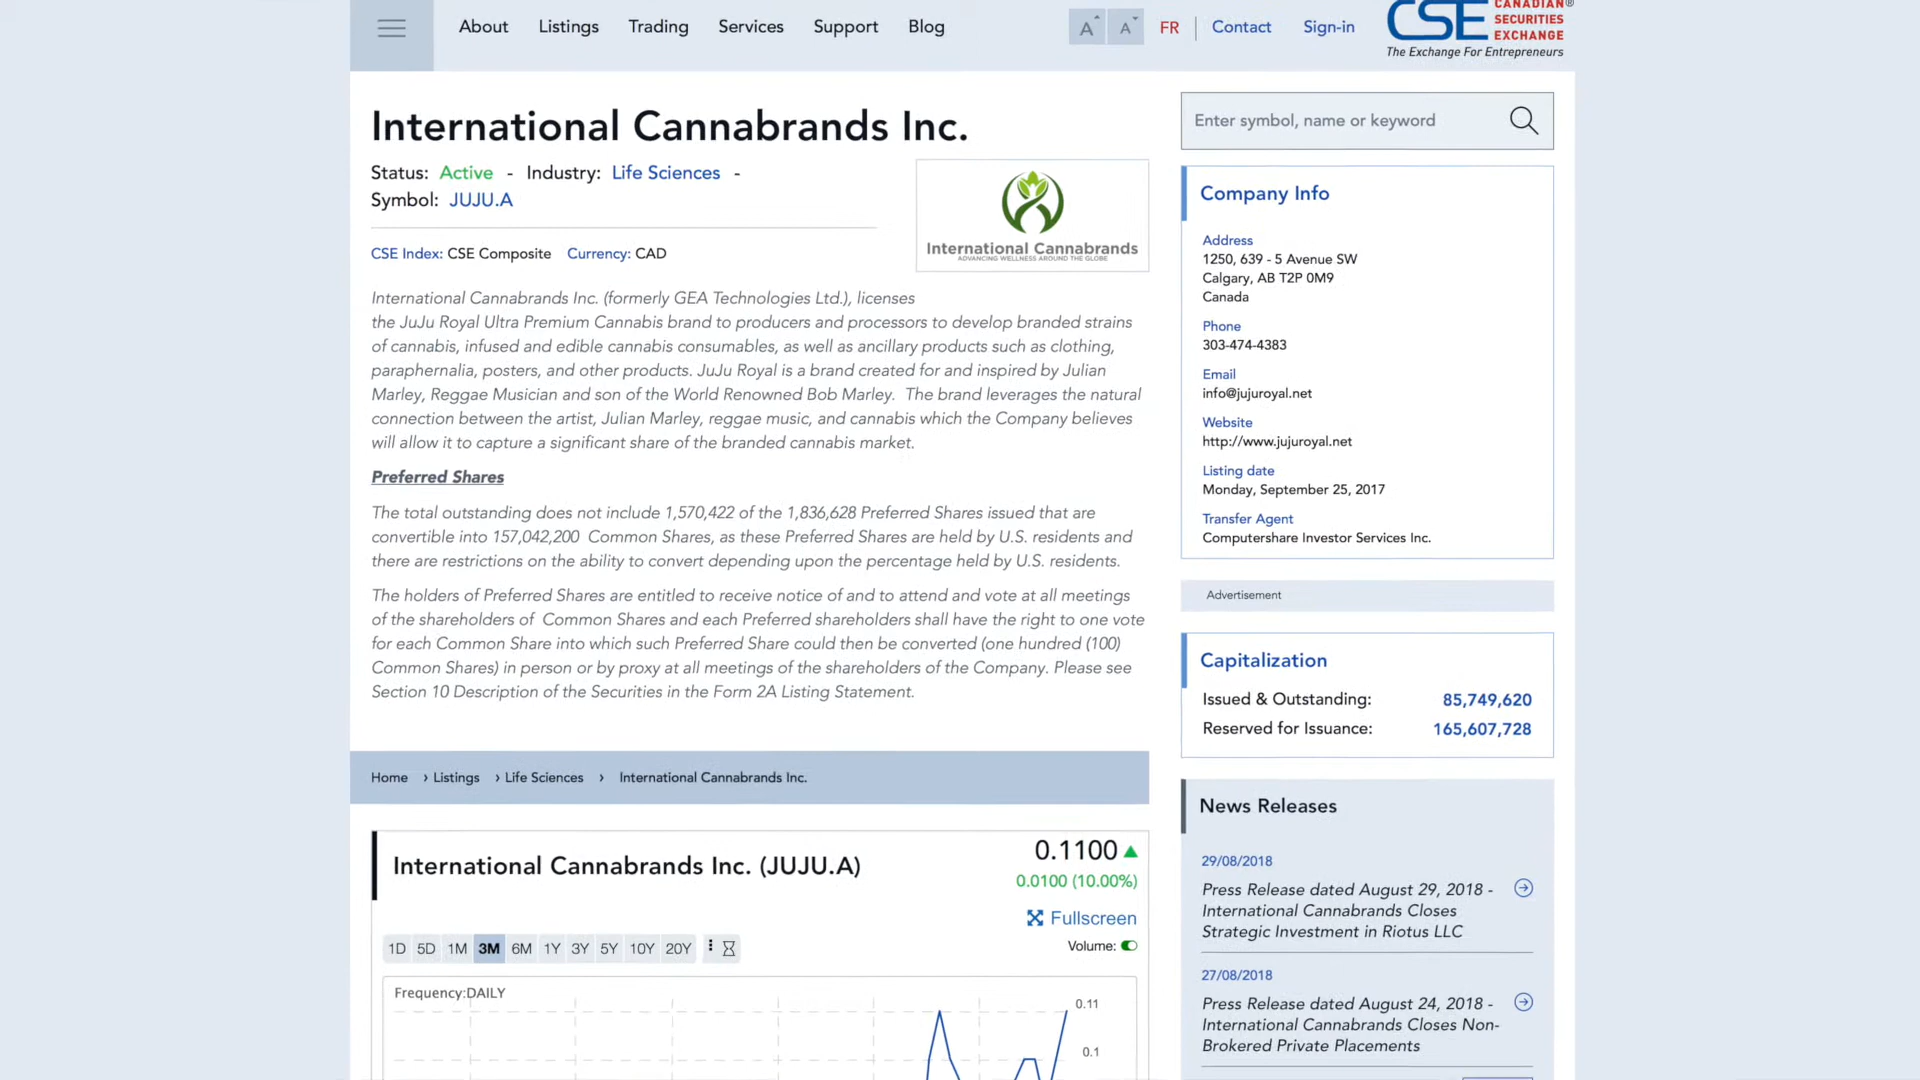 About Listings Trading Services Support Blog A A FR Contact Sign-in
CSE CANADIAN SECURITIES EXCHANGE®
The Exchange For Entrepreneurs
International Cannabrands Inc.
Status: Active - Industry: Life Sciences -
Symbol: JUJU.A
CSE Index: CSE Composite Currency: CAD
International Cannabrands
ADVANCING WELLNESS AROUND THE GLOBE
International Cannabrands Inc. (formerly GEA Technologies Ltd.), licenses
the JuJu Royal Ultra Premium Cannabis brand to producers and processors to develop branded strains
of cannabis, infused and edible cannabis consumables, as well as ancillary products such as clothing,
paraphernalia, posters, and other products. JuJu Royal is a brand created for and inspired by Julian
Marley, Reggae Musician and son of the World Renowned Bob Marley. The brand leverages the natural
connection between the artist, Julian Marley, reggae music, and cannabis which the Company believes
will allow it to capture a significant share of the branded cannabis market.
Preferred Shares
The total outstanding does not include 1,570,422 of the 1,836,628 Preferred Shares issued that are
convertible into 157,042,200 Common Shares, as these Preferred Shares are held by U.S. residents and
there are restrictions on the ability to convert depending upon the percentage held by U.S. residents.
The holders of Preferred Shares are entitled to receive notice of and to attend and vote at all meetings
of the shareholders of Common Shares and each Preferred shareholders shall have the right to one vote
for each Common Share into which such Preferred Share could then be converted (one hundred (100)
Common Shares) in person or by proxy at all meetings of the shareholders of the Company. Please see
Section 10 Description of the Securities in the Form 2A Listing Statement.
Home › Listings › Life Sciences › International Cannabrands Inc.
International Cannabrands Inc. (JUJU.A)
0.1100
0.0100 (10.00%)
Fullscreen
1D 5D 1M 3M 6M 1Y 3Y 5Y 10Y 20Y
Volume:
Frequency:DAILY
0.11
0.1
Enter symbol, name or keyword
Company Info
Address
1250, 639 - 5 Avenue SW
Calgary, AB T2P 0M9
Canada
Phone
303-474-4383
Email
info@jujuroyal.net
Website
http://www.jujuroyal.net
Listing date
Monday, September 25, 2017
Transfer Agent
Computershare Investor Services Inc.
Advertisement
Capitalization
Issued & Outstanding: 85,749,620
Reserved for Issuance: 165,607,728
News Releases
29/08/2018
Press Release dated August 29, 2018 -
International Cannabrands Closes
Strategic Investment in Riotus LLC
27/08/2018
Press Release dated August 24, 2018 -
International Cannabrands Closes Non-
Brokered Private Placements